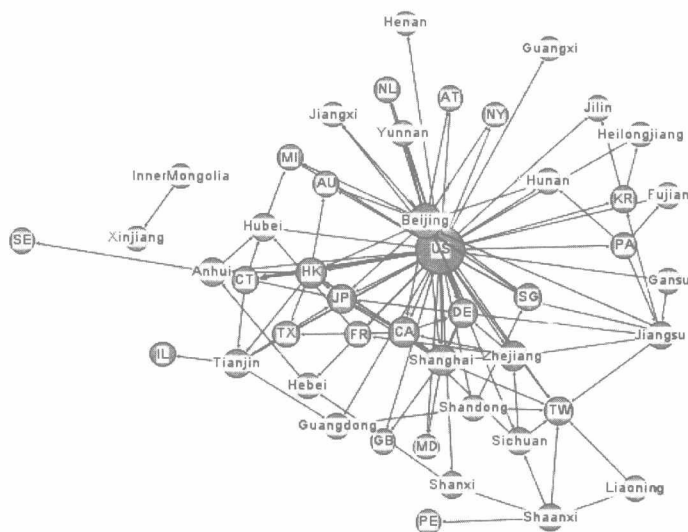 Henan
Guangxi
NL
AT
NY
Jilin
Jiangxi
Yunnan
Heilongjiang
MI
InnerMongolia
AU
Hunan
KR
Fujian
Hubei
Beijing
SE
Xinjiang
US
PA
Anhui
CT
HK
Gansu
JP
SG
DE
TX
FR
CA
Jiangsu
IL
Tianjin
Shanghai
Zhejiang
Hebei
Shandong
TW
Guangdong
GB
MD
Sichuan
Shanxi
Liaoning
PE
Shaanxi